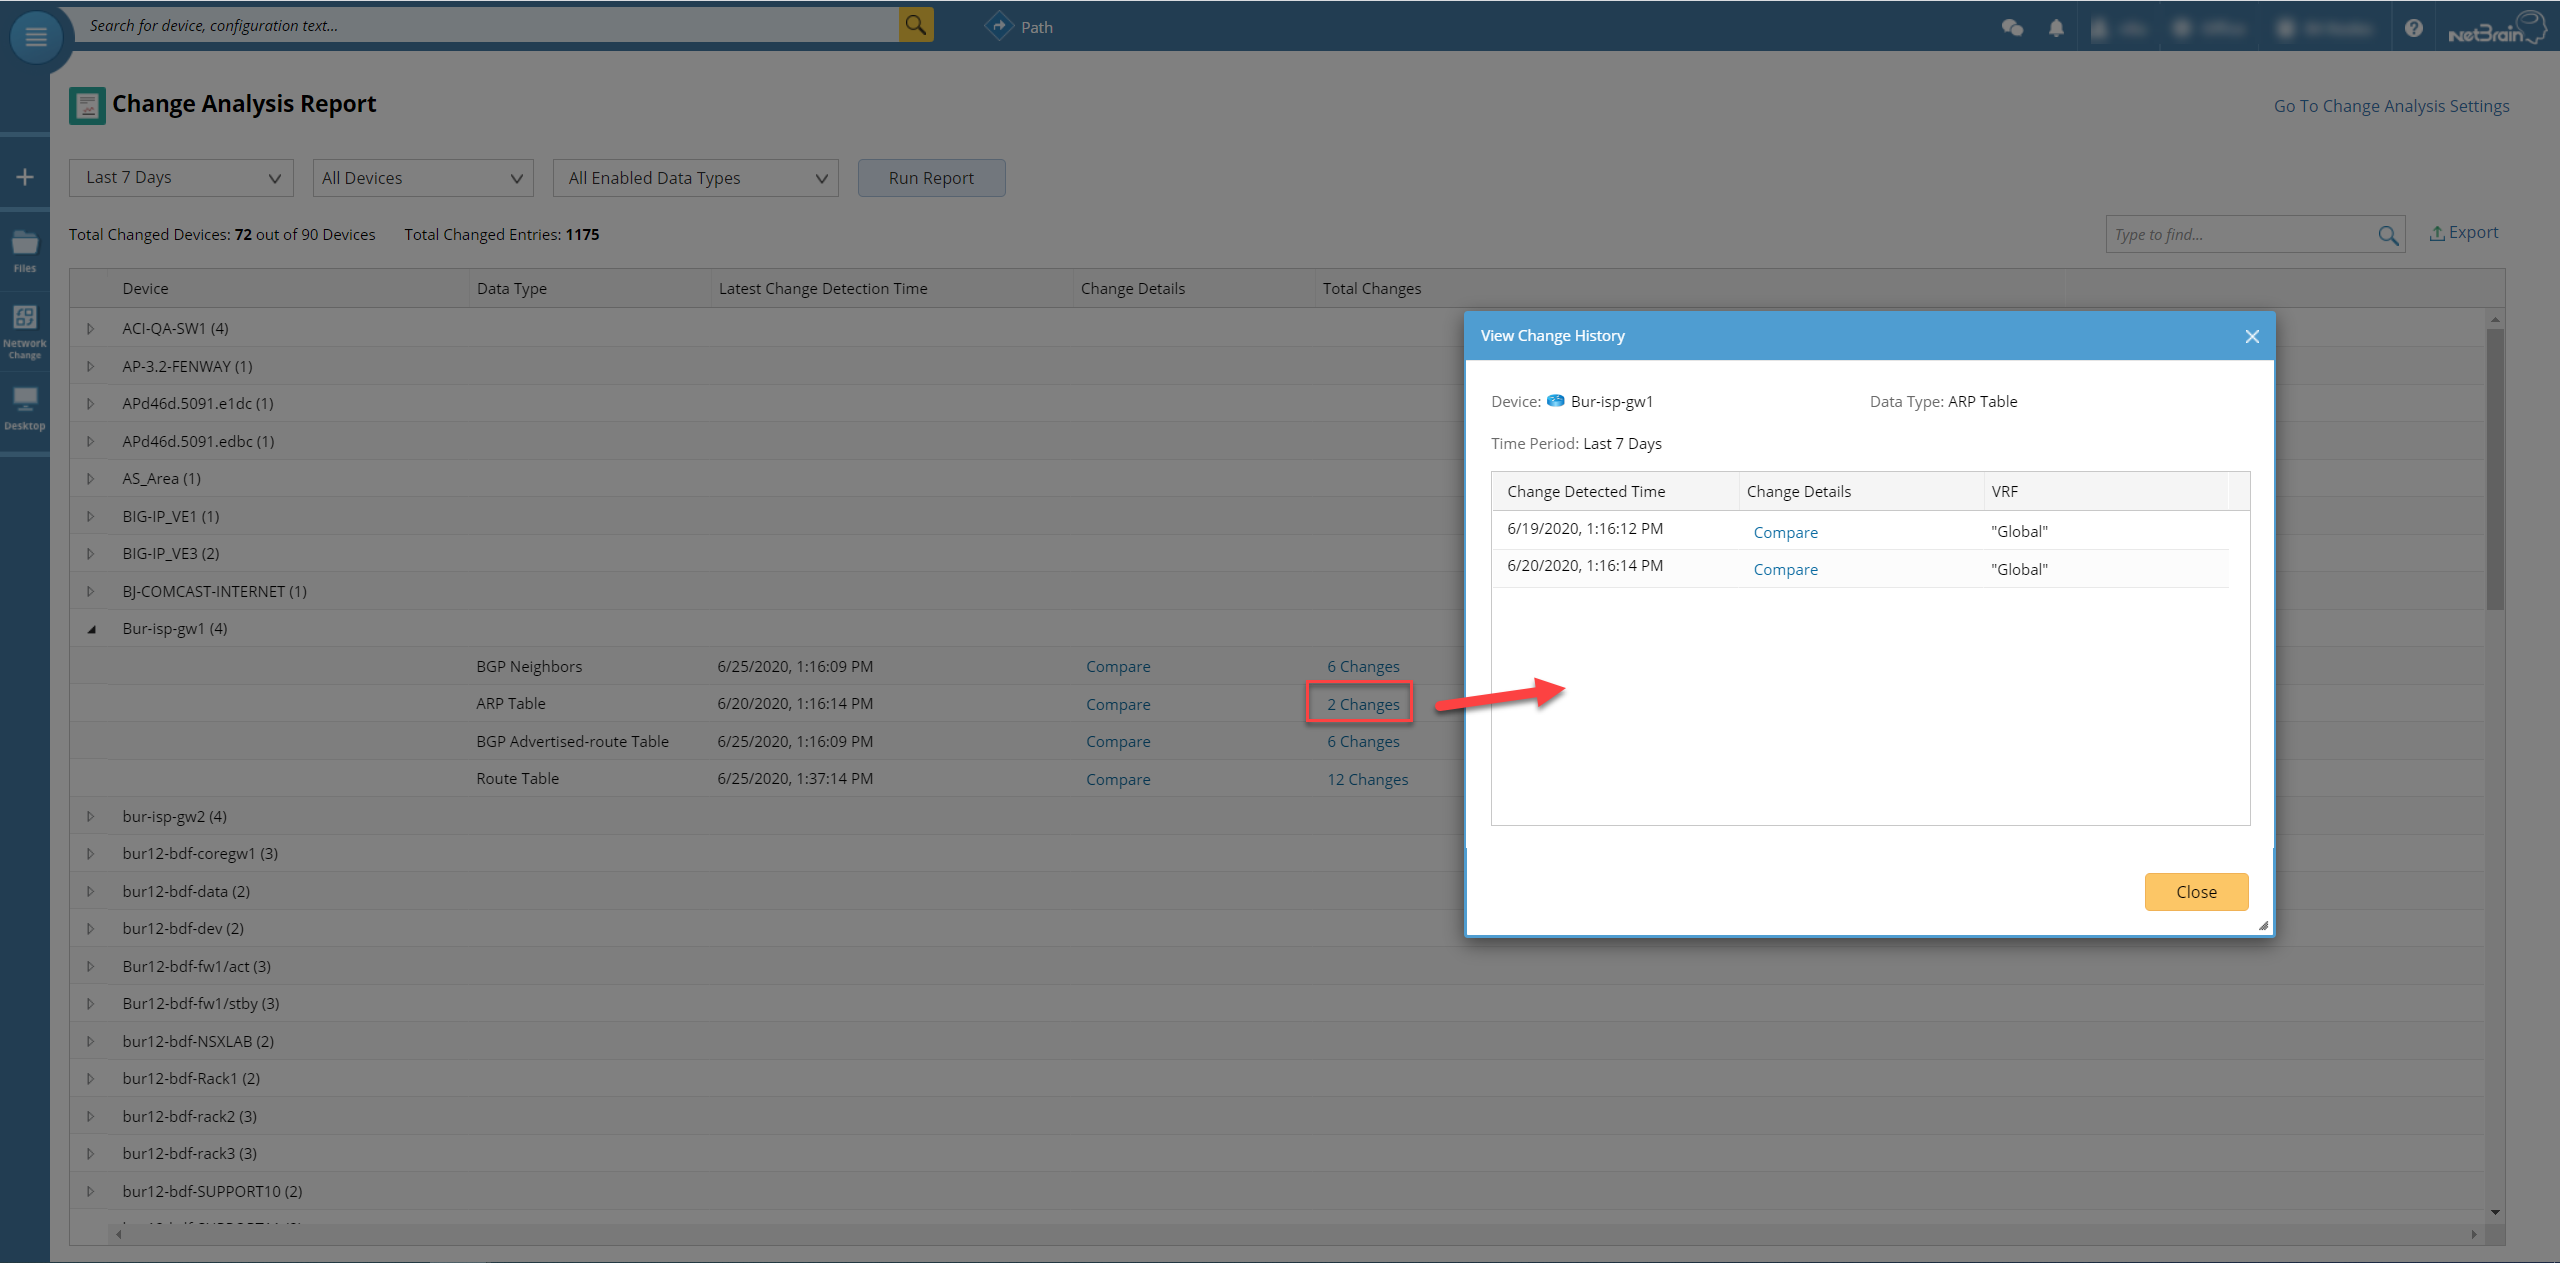 Search for device, configuration text...
Path
NetBrain
Change Analysis Report
Go To Change Analysis Settings
Last 7 Days
All Devices
All Enabled Data Types
Run Report
Total Changed Devices: 72 out of 90 Devices
Total Changed Entries: 1175
Type to find...
Export
Files
Network
Change
Desktop
Device Data Type Latest Change Detection Time Change Details Total Changes
ACI-QA-SW1 (4)
AP-3.2-FENWAY (1)
APd46d.5091.e1dc (1)
APd46d.5091.edbc (1)
AS_Area (1)
BIG-IP_VE1 (1)
BIG-IP_VE3 (2)
BJ-COMCAST-INTERNET (1)
Bur-isp-gw1 (4)
BGP Neighbors 6/25/2020, 1:16:09 PM Compare 6 Changes
ARP Table 6/20/2020, 1:16:14 PM Compare 2 Changes
BGP Advertised-route Table 6/25/2020, 1:16:09 PM Compare 6 Changes
Route Table 6/25/2020, 1:37:14 PM Compare 12 Changes
bur-isp-gw2 (4)
bur12-bdf-coregw1 (3)
bur12-bdf-data (2)
bur12-bdf-dev (2)
Bur12-bdf-fw1/act (3)
Bur12-bdf-fw1/stby (3)
bur12-bdf-NSXLAB (2)
bur12-bdf-Rack1 (2)
bur12-bdf-rack2 (3)
bur12-bdf-rack3 (3)
bur12-bdf-SUPPORT10 (2)
View Change History
Device: Bur-isp-gw1
Data Type: ARP Table
Time Period: Last 7 Days
Change Detected Time Change Details VRF
6/19/2020, 1:16:12 PM Compare "Global"
6/20/2020, 1:16:14 PM Compare "Global"
Close